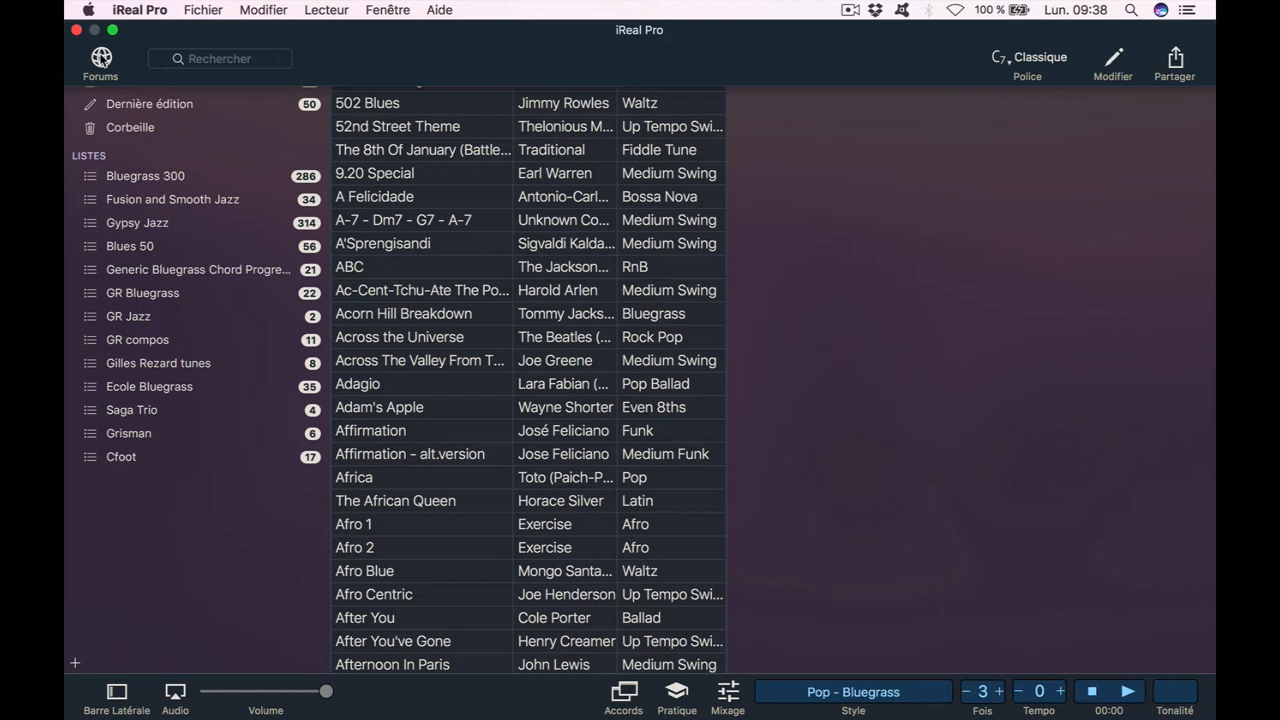 iReal Pro Fichier Modifier Lecteur Fenêtre Aide 100 % Lun. 09:38
iReal Pro
Forums
Rechercher
C7 Classique
Police
Modifier
Partager
Dernière édition 50
Corbeille
LISTES
Bluegrass 300 286
Fusion and Smooth Jazz 34
Gypsy Jazz 314
Blues 50 56
Generic Bluegrass Chord Progre... 21
GR Bluegrass 22
GR Jazz 2
GR compos 11
Gilles Rezard tunes 8
Ecole Bluegrass 35
Saga Trio 4
Grisman 6
Cfoot 17
502 Blues Jimmy Rowles Waltz
52nd Street Theme Thelonious M... Up Tempo Swi...
The 8th Of January (Battle... Traditional Fiddle Tune
9.20 Special Earl Warren Medium Swing
A Felicidade Antonio-Carl... Bossa Nova
A-7 - Dm7 - G7 - A-7 Unknown Co... Medium Swing
A'Sprengisandi Sigvaldi Kalda... Medium Swing
ABC The Jackson... RnB
Ac-Cent-Tchu-Ate The Po... Harold Arlen Medium Swing
Acorn Hill Breakdown Tommy Jacks... Bluegrass
Across the Universe The Beatles (... Rock Pop
Across The Valley From T... Joe Greene Medium Swing
Adagio Lara Fabian (... Pop Ballad
Adam's Apple Wayne Shorter Even 8ths
Affirmation José Feliciano Funk
Affirmation - alt.version Jose Feliciano Medium Funk
Africa Toto (Paich-P... Pop
The African Queen Horace Silver Latin
Afro 1 Exercise Afro
Afro 2 Exercise Afro
Afro Blue Mongo Santa... Waltz
Afro Centric Joe Henderson Up Tempo Swi...
After You Cole Porter Ballad
After You've Gone Henry Creamer Up Tempo Swi...
Afternoon In Paris John Lewis Medium Swing
+
Barre Latérale
Audio
Volume
Accords
Pratique
Mixage
Pop - Bluegrass
Style
− 3 +
Fois
− 0 +
Tempo
00:00
Tonalité